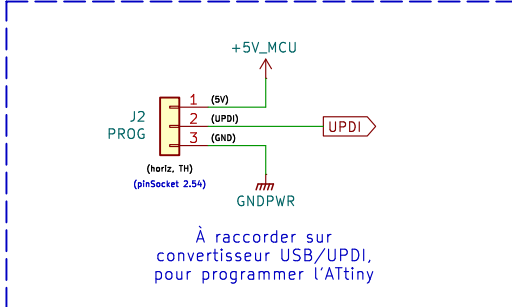 +5V_MCU
1 (5V)
J2 2 (UPDI) UPDI
PROG 3 (GND)
(horiz, TH)
(pinSocket 2.54)
GNDPWR
À raccorder sur
convertisseur USB/UPDI,
pour programmer l'ATtiny